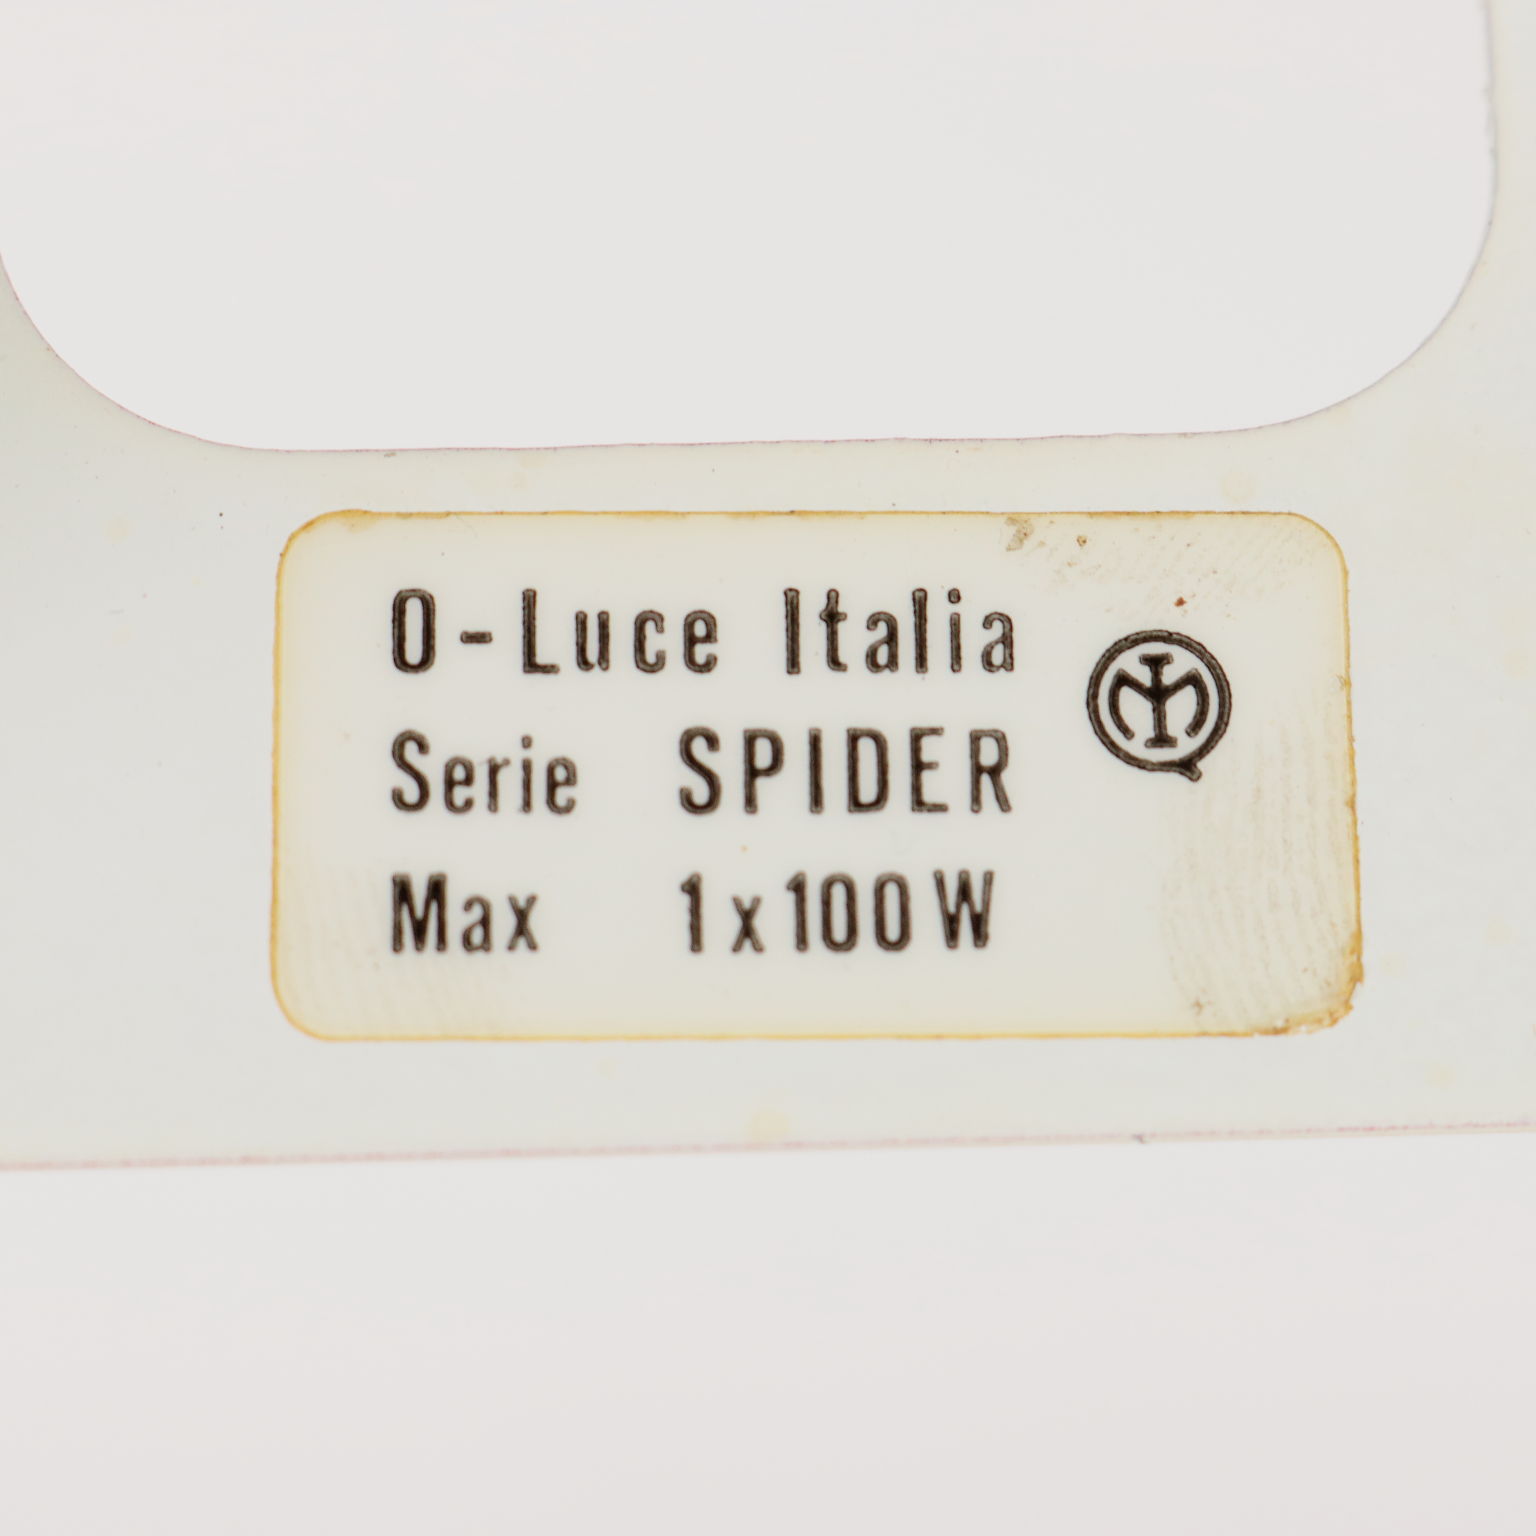 O-Luce Italia
Serie SPIDER
Max 1x100W